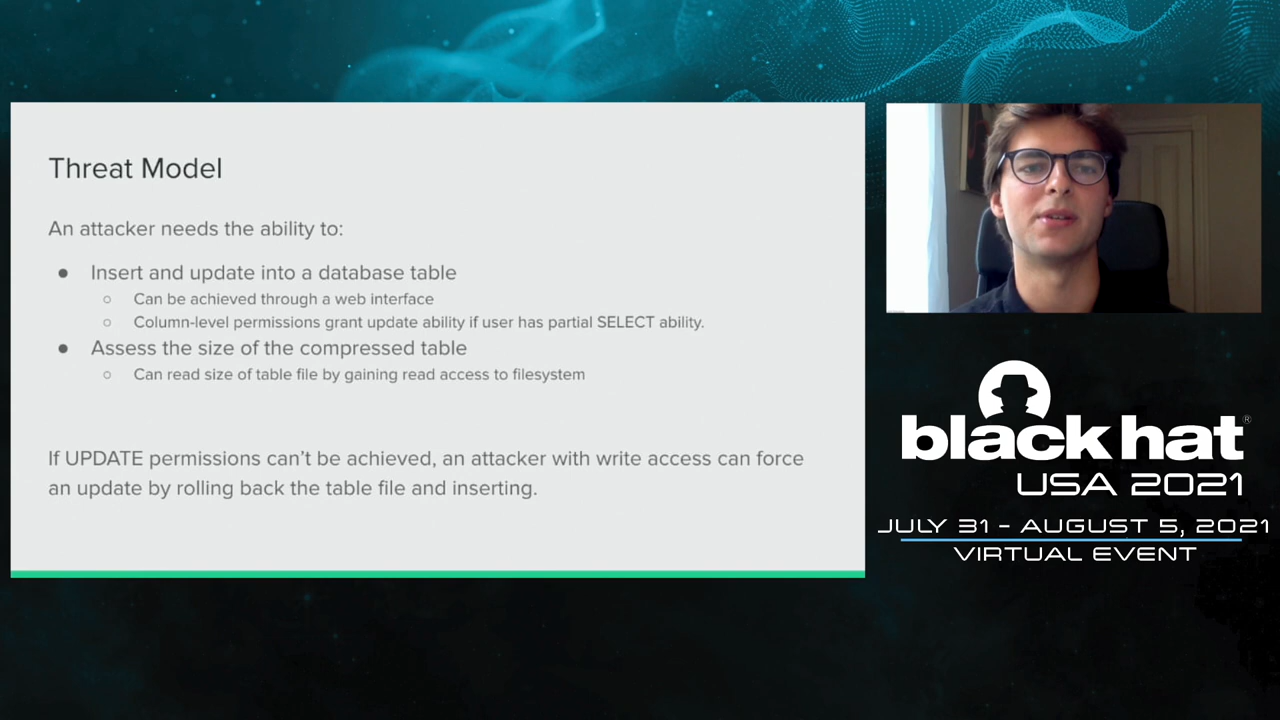 Threat Model
An attacker needs the ability to:
● Insert and update into a database table
○ Can be achieved through a web interface
○ Column-level permissions grant update ability if user has partial SELECT ability.
● Assess the size of the compressed table
○ Can read size of table file by gaining read access to filesystem
If UPDATE permissions can't be achieved, an attacker with write access can force
an update by rolling back the table file and inserting.
black hat®
USA 2021
JULY 31 - AUGUST 5, 2021
VIRTUAL EVENT